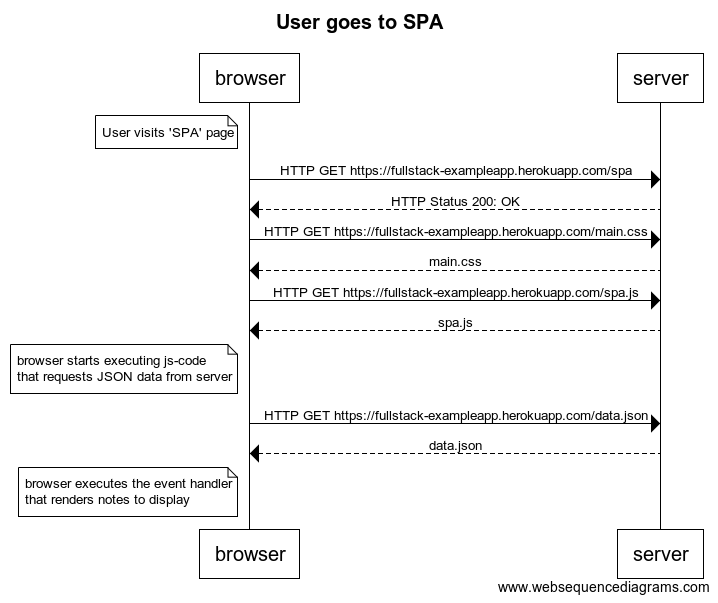 User goes to SPA
browser
server
User visits 'SPA' page
HTTP GET https://fullstack-exampleapp.herokuapp.com/spa
HTTP Status 200: OK
HTTP GET https://fullstack-exampleapp.herokuapp.com/main.css
main.css
HTTP GET https://fullstack-exampleapp.herokuapp.com/spa.js
spa.js
browser starts executing js-code
that requests JSON data from server
HTTP GET https://fullstack-exampleapp.herokuapp.com/data.json
data.json
browser executes the event handler
that renders notes to display
browser
server
www.websequencediagrams.com